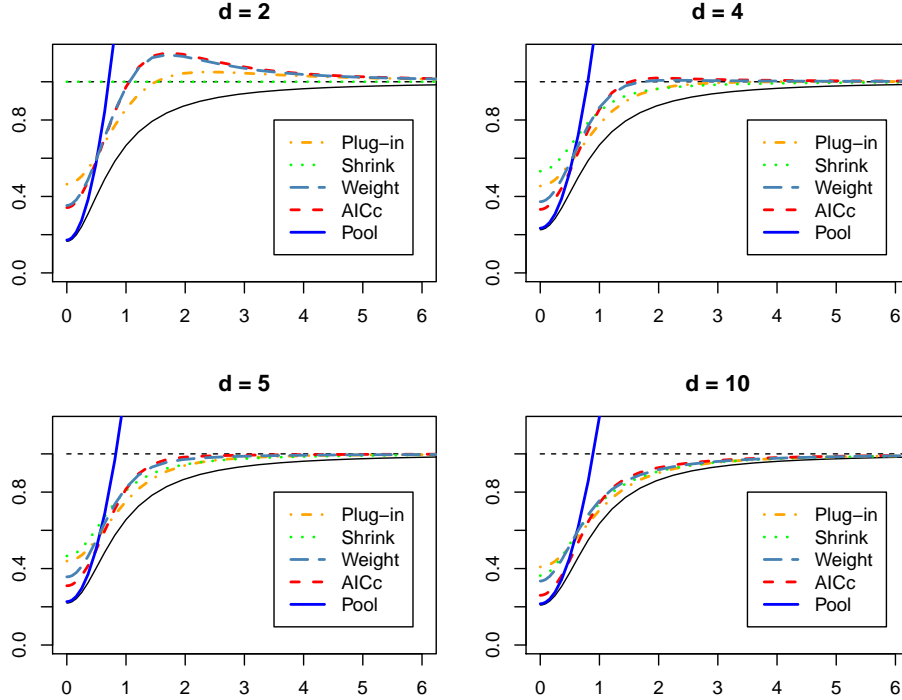 d = 2
0.0 0.4 0.8
Plug−in
Shrink
Weight
AICc
Pool
0 1 2 3 4 5 6
d = 4
0.0 0.4 0.8
Plug−in
Shrink
Weight
AICc
Pool
0 1 2 3 4 5 6
d = 5
0.0 0.4 0.8
Plug−in
Shrink
Weight
AICc
Pool
0 1 2 3 4 5 6
d = 10
0.0 0.4 0.8
Plug−in
Shrink
Weight
AICc
Pool
0 1 2 3 4 5 6